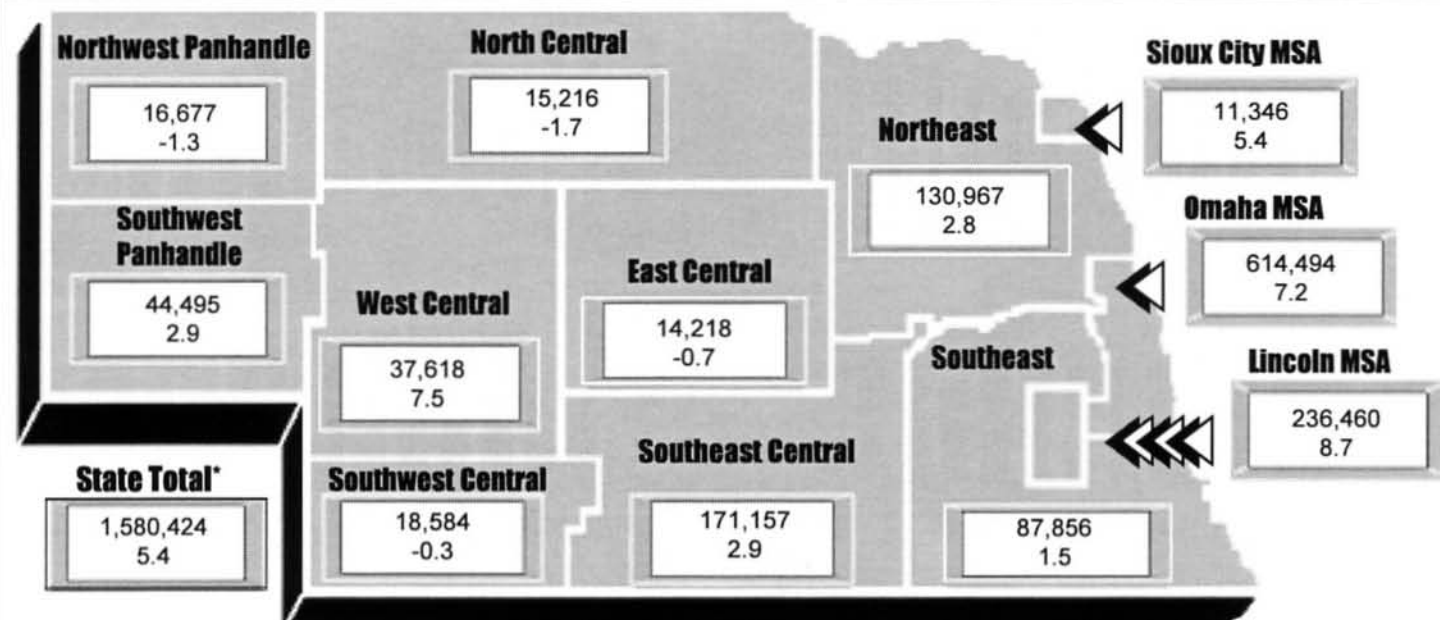 Northwest Panhandle
16,677
-1.3
North Central
15,216
-1.7
Sioux City MSA
11,346
5.4
Northeast
130,967
2.8
Southwest
Panhandle
44,495
2.9
West Central
37,618
7.5
East Central
14,218
-0.7
Omaha MSA
614,494
7.2
Southeast
87,856
1.5
Lincoln MSA
236,460
8.7
State Total*
1,580,424
5.4
Southwest Central
18,584
-0.3
Southeast Central
171,157
2.9